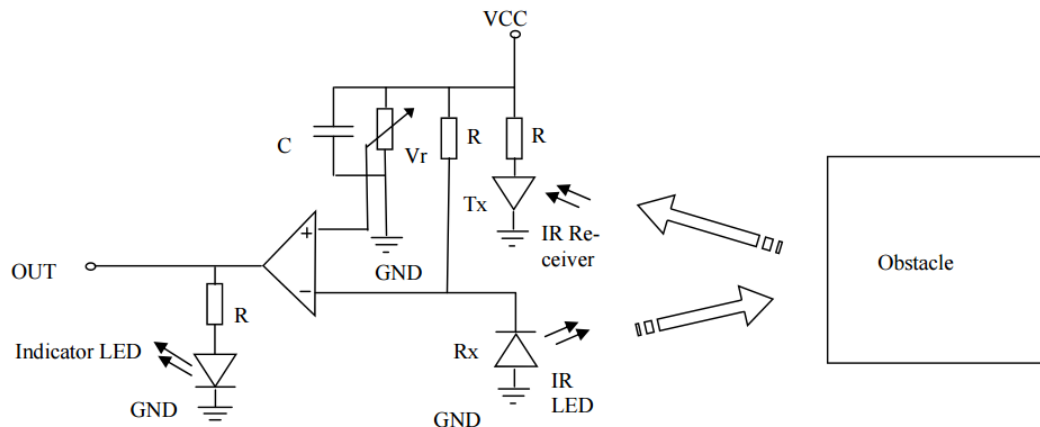 VCC
C
Vr
R
R
Tx
IR Re-
ceiver
+
GND
OUT
−
R
Obstacle
Indicator LED
Rx
IR
LED
GND
GND